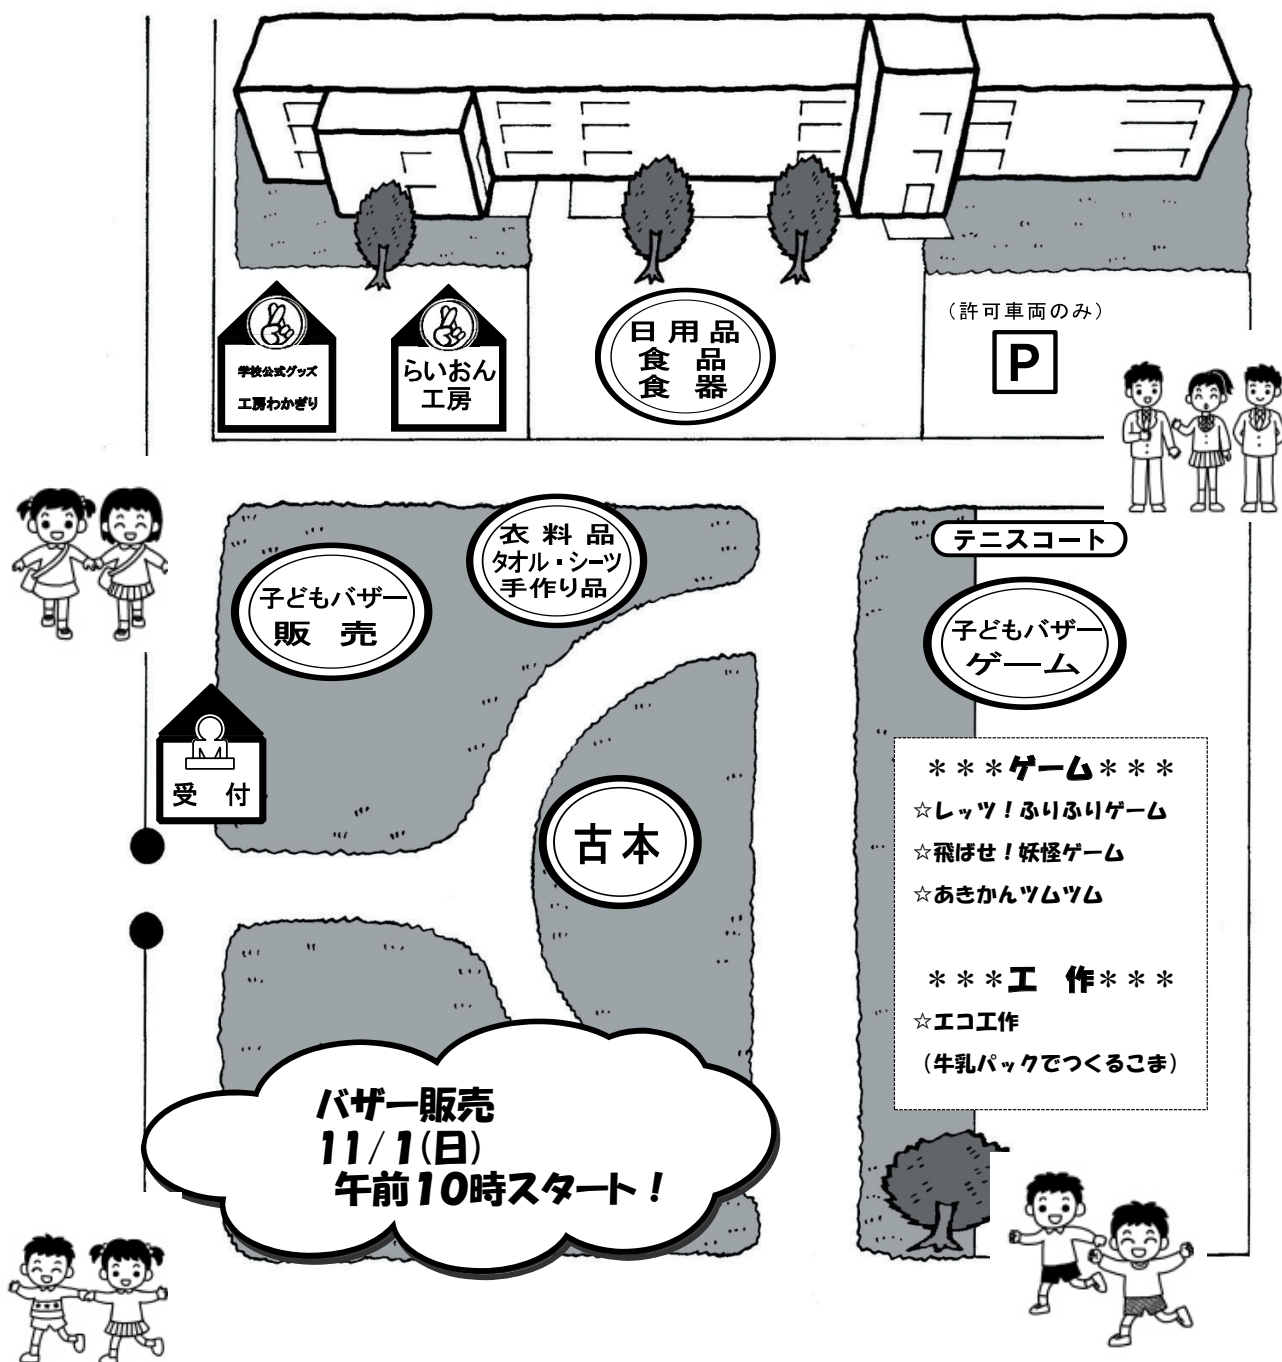 学校公式グッズ
工房わかぎり
らいおん
工房
日用品
食品
食器
(許可車両のみ)
P
衣料品
タオル・シーツ
手作り品
子どもバザー
販売
テニスコート
子どもバザー
ゲーム
受付
古本
＊＊＊ゲーム＊＊＊
☆レッツ！ふりふりゲーム
☆飛ばせ！妖怪ゲーム
☆あきかんツムツム
＊＊＊工 作＊＊＊
☆エコ工作
(牛乳パックでつくるこま)
バザー販売
11/1(日)
午前10時スタート！